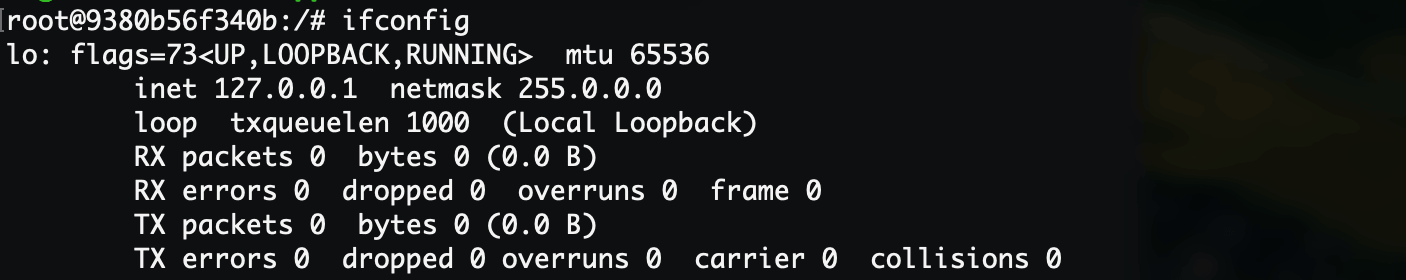 [root@9380b56f340b:/# ifconfig
lo: flags=73<UP,LOOPBACK,RUNNING>  mtu 65536
        inet 127.0.0.1  netmask 255.0.0.0
        loop  txqueuelen 1000  (Local Loopback)
        RX packets 0  bytes 0 (0.0 B)
        RX errors 0  dropped 0  overruns 0  frame 0
        TX packets 0  bytes 0 (0.0 B)
        TX errors 0  dropped 0 overruns 0  carrier 0  collisions 0